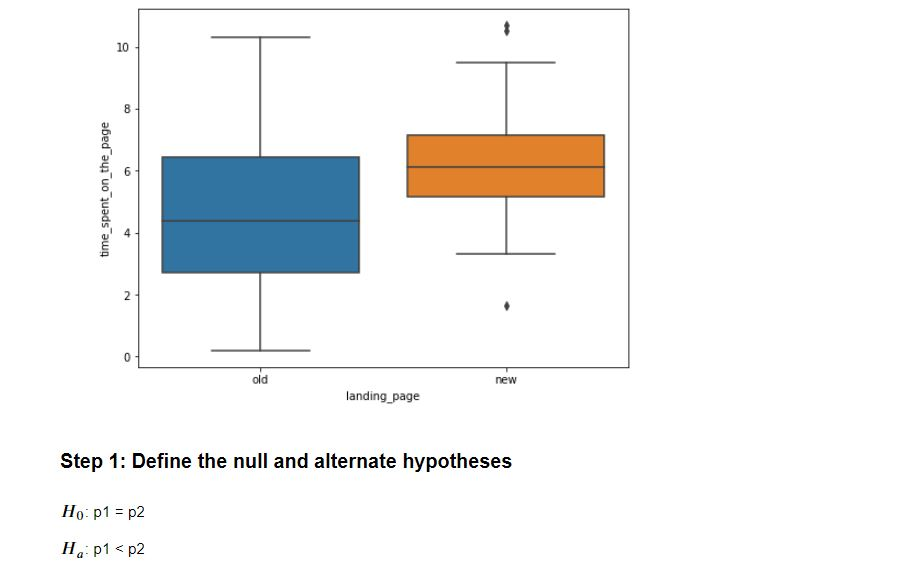 10
8
6
4
2
0
time_spent_on_the_page
old new
landing_page
Step 1: Define the null and alternate hypotheses
H₀: p1 = p2
Hₐ: p1 < p2